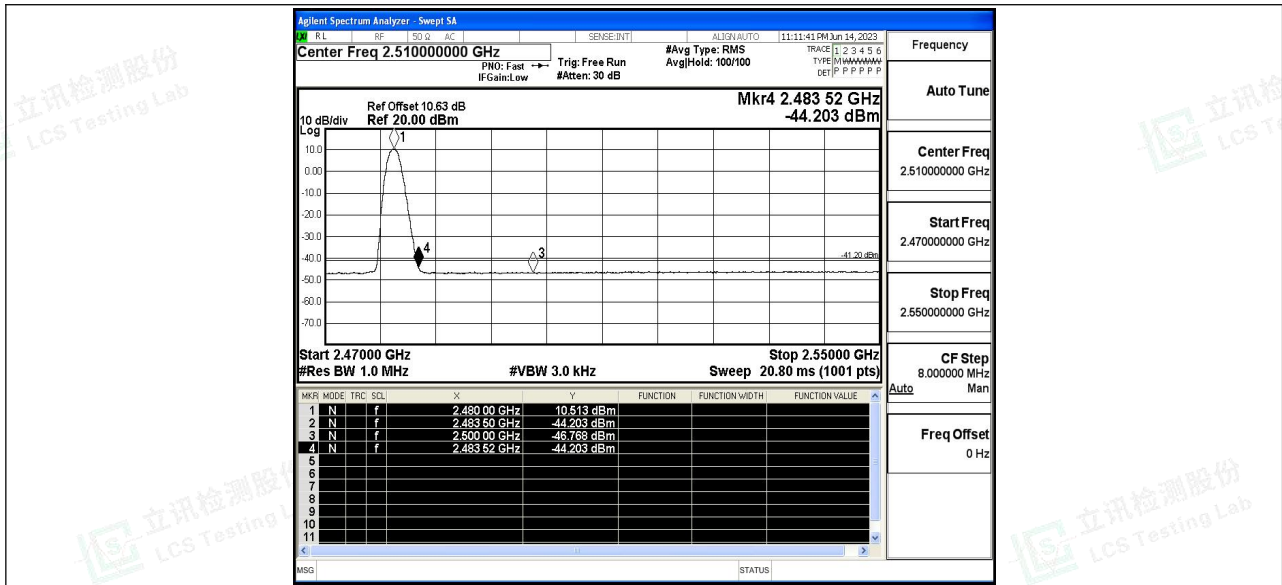 Agilent Spectrum Analyzer - Swept SA
LXI RL RF 50 Ω AC SENSE:INT ALIGN AUTO 11:11:41 PM Jun 14, 2023
Center Freq 2.510000000 GHz
PNO: Fast
IFGain:Low
Trig: Free Run
#Atten: 30 dB
#Avg Type: RMS
Avg|Hold: 100/100
TRACE 1 2 3 4 5 6
TYPE M WWWWW
DET P P P P P P
Ref Offset 10.63 dB
10 dB/div Ref 20.00 dBm
Log
Mkr4 2.483 52 GHz
-44.203 dBm
10.0
0.00
-10.0
-20.0
-30.0
-40.0
-50.0
-60.0
-70.0
1
4
3
-41.20 dBm
Start 2.47000 GHz Stop 2.55000 GHz
#Res BW 1.0 MHz #VBW 3.0 kHz Sweep 20.80 ms (1001 pts)
MKR MODE TRC SCL X Y FUNCTION FUNCTION WIDTH FUNCTION VALUE
1 N f 2.480 00 GHz 10.513 dBm
2 N f 2.483 50 GHz -44.203 dBm
3 N f 2.500 00 GHz -46.768 dBm
4 N f 2.483 52 GHz -44.203 dBm
5
6
7
8
9
10
11
MSG STATUS
Frequency
Auto Tune
Center Freq
2.510000000 GHz
Start Freq
2.470000000 GHz
Stop Freq
2.550000000 GHz
CF Step
8.000000 MHz
Auto Man
Freq Offset
0 Hz
立讯检测股份
LCS Testing Lab
立讯检
LCS T
立讯检测股份
LCS Testing L
立讯检测股份
LCS Testing Lab